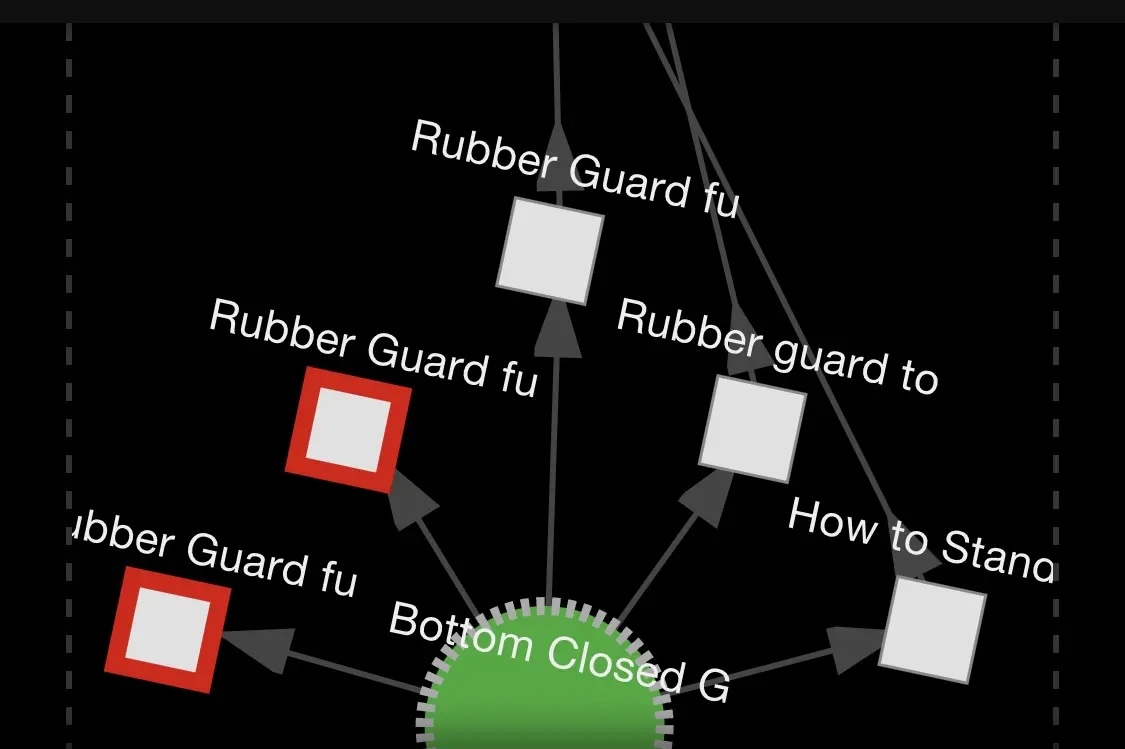 Rubber Guard fu
Rubber Guard fu
Rubber guard to
How to Stand
ubber Guard fu
Bottom Closed G